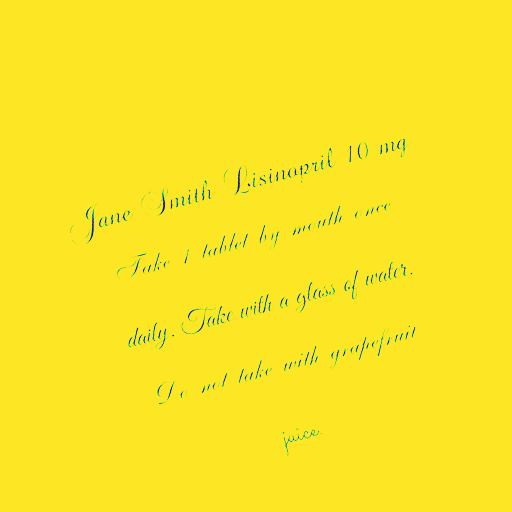 Jane Smith Lisinopril 10 mg
Take 1 tablet by mouth once
daily. Take with a glass of water.
Do not take with grapefruit
juice.